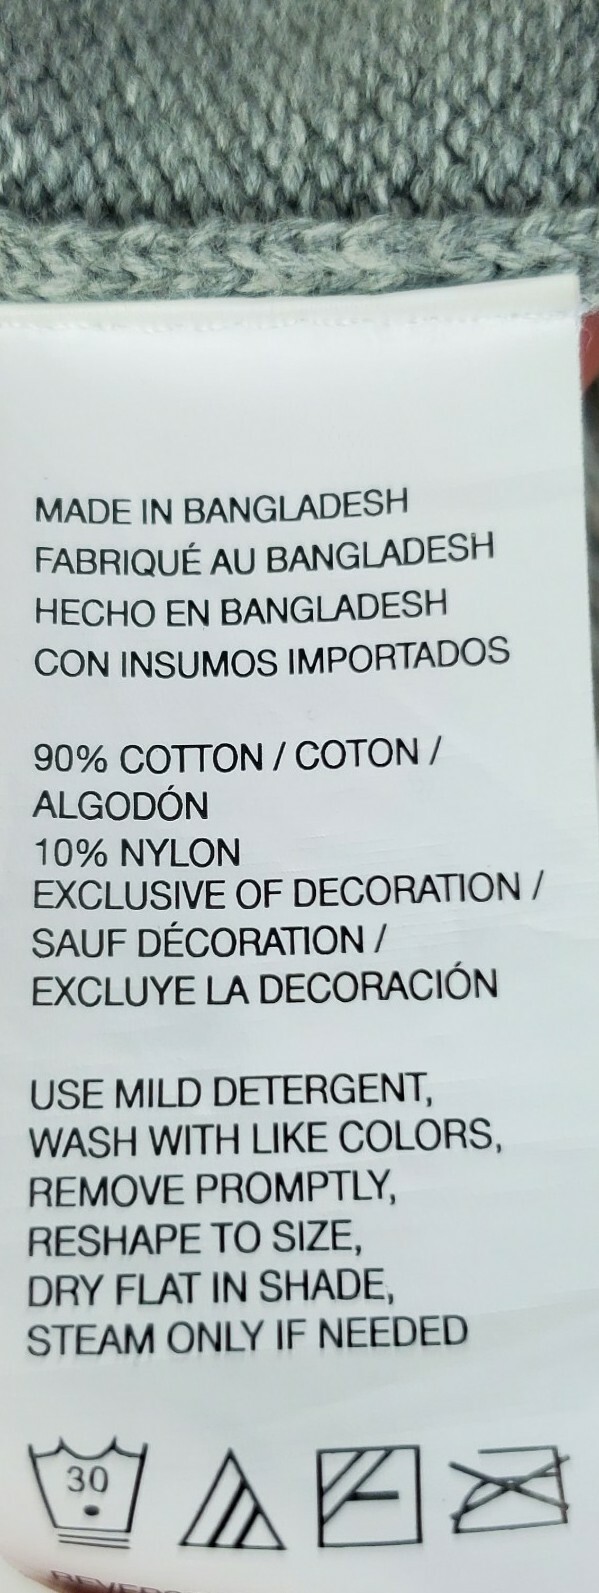 MADE IN BANGLADESH
FABRIQUÉ AU BANGLADESH
HECHO EN BANGLADESH
CON INSUMOS IMPORTADOS
90% COTTON / COTON /
ALGODÓN
10% NYLON
EXCLUSIVE OF DECORATION /
SAUF DÉCORATION /
EXCLUYE LA DECORACIÓN
USE MILD DETERGENT,
WASH WITH LIKE COLORS,
REMOVE PROMPTLY,
RESHAPE TO SIZE,
DRY FLAT IN SHADE,
STEAM ONLY IF NEEDED
30